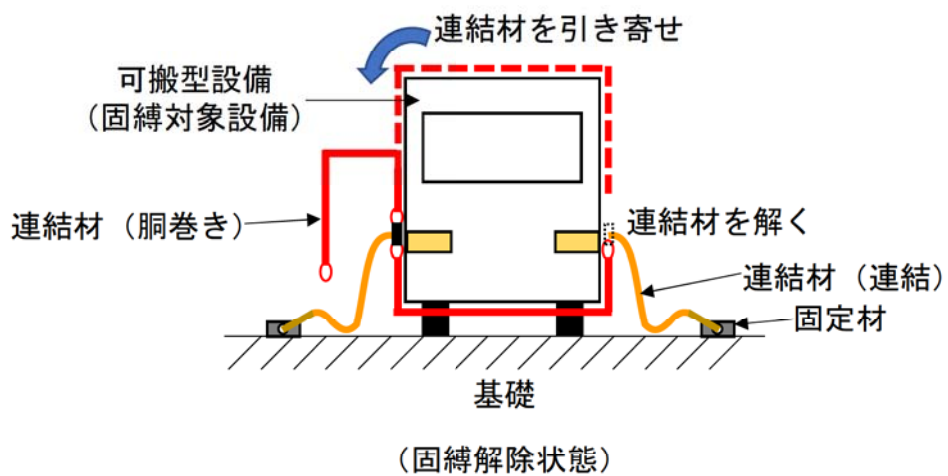 連結材を引き寄せ
可搬型設備
（固縛対象設備）
連結材（胴巻き）
連結材を解く
連結材（連結）
固定材
基礎
（固縛解除状態）